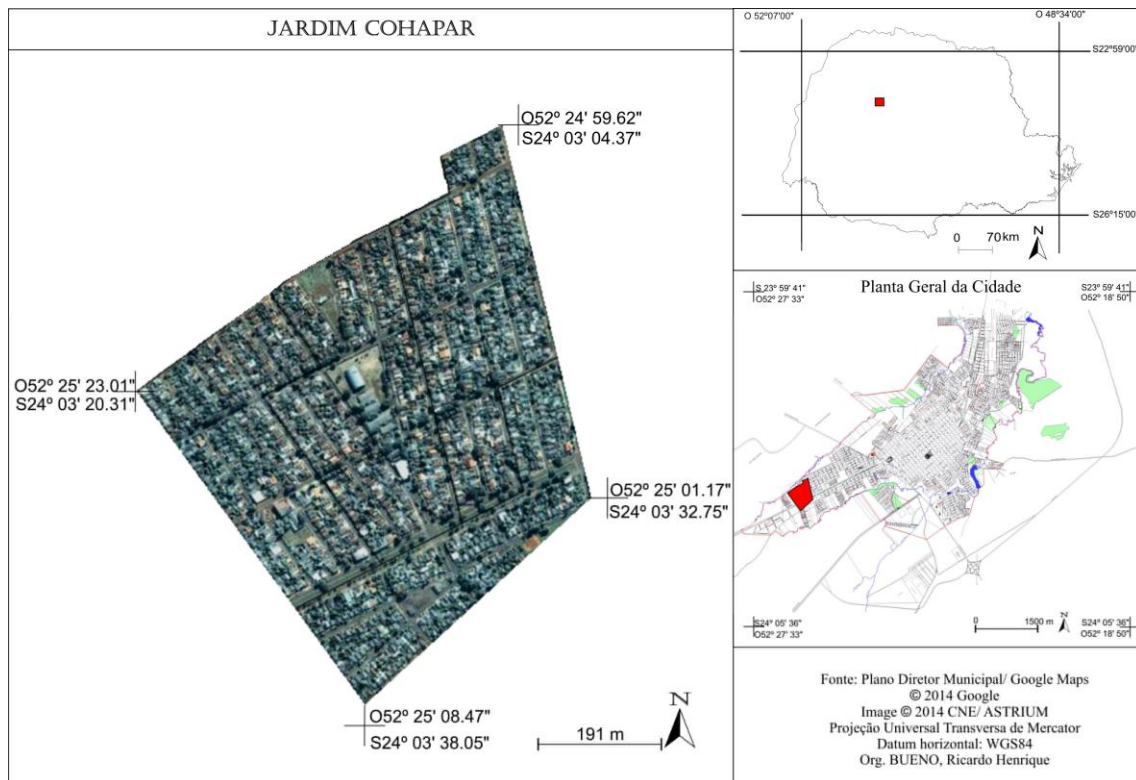 JARDIM COHAPAR
O52º 24' 59.62"
S24º 03' 04.37"
O52º 25' 23.01"
S24º 03' 20.31"
O52º 25' 01.17"
S24º 03' 32.75"
O52º 25' 08.47"
S24º 03' 38.05"
191 m
N
O 52º07'00"
O 48º34'00"
S22º59'00"
S26º15'00"
0 70km
N
Planta Geral da Cidade
S 23º 59' 41"
O52º 27' 33"
S23º 59' 41"
O52º 18' 50"
S24º 05' 36"
O52º 27' 33"
0 1500 m
N
S24º 05' 36"
O52º 18' 50"
Fonte: Plano Diretor Municipal/ Google Maps
© 2014 Google
Image © 2014 CNE/ ASTRIUM
Projeção Universal Transversa de Mercator
Datum horizontal: WGS84
Org. BUENO, Ricardo Henrique